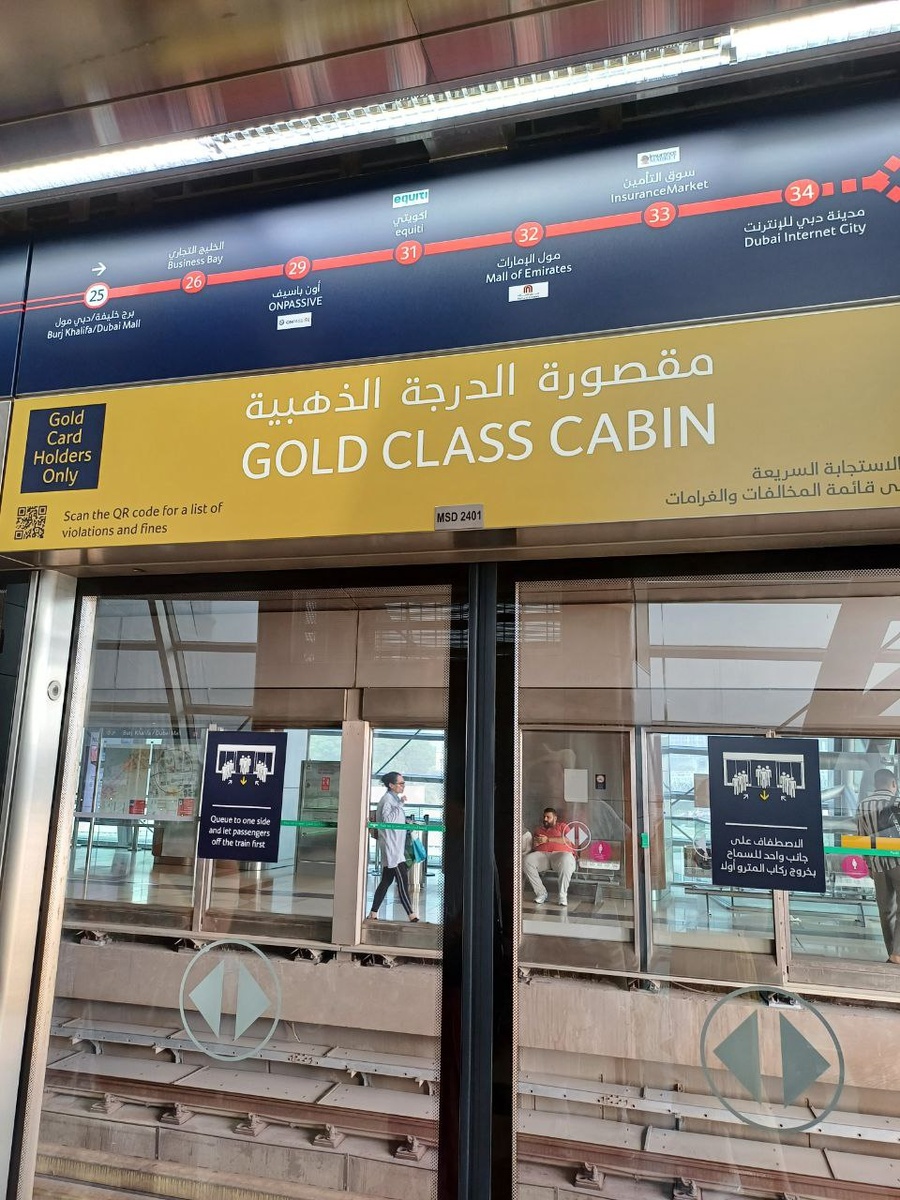 سوق التأمين
InsuranceMarket
34
33
مدينة دبي للإنترنت
Dubai Internet City
equiti
اكويتي
equiti
32
31
مول الإمارات
Mall of Emirates
الخليج التجاري
Business Bay
29
26
أون باسيف
ONPASSIVE
25
برج خليفة/دبي مول
Burj Khalifa/Dubai Mall
Gold
Card
Holders
Only
مقصورة الدرجة الذهبية
GOLD CLASS CABIN
Scan the QR code for a list of
violations and fines
MSD 2401
الاستجابة السريعة
قائمة المخالفات والغرامات
Burj Khalifa / Dubai Mall
Queue to one side
and let passengers
off the train first
الاصطفاف على
جانب واحد للسماح
بخروج ركاب المترو أولا